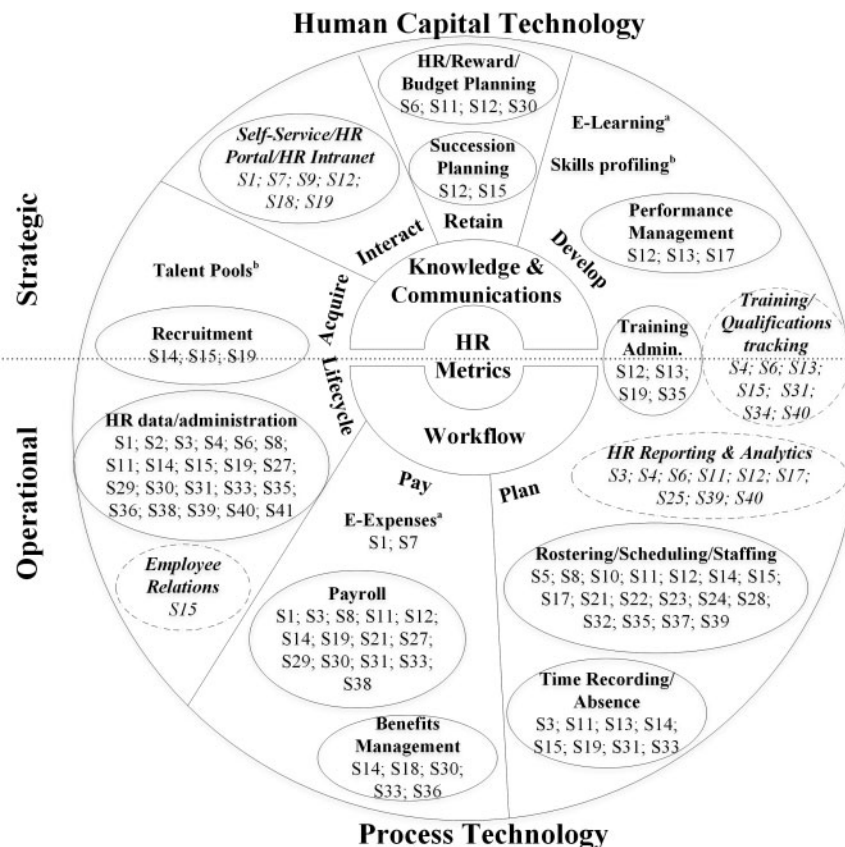 Human Capital Technology
HR/Reward/
Budget Planning
S6; S11; S12; S30
Succession
Planning
S12; S15
Retain
Self-Service/HR
Portal/HR Intranet
S1; S7; S9; S12;
S18; S19
Interact
E-Learningᵃ
Skills profilingᵇ
Performance
Management
S12; S13; S17
Develop
Strategic
Talent Poolsᵇ
Recruitment
S14; S15; S19
Acquire
Knowledge &
Communications
HR
Metrics
Workflow
Training
Admin.
S12; S13;
S19; S35
Training/
Qualifications
tracking
S4; S6; S13;
S15; S31;
S34; S40
Operational
Lifecycle
HR data/administration
S1; S2; S3; S4; S6; S8;
S11; S14; S15; S19; S27;
S29; S30; S31; S33; S35;
S36; S38; S39; S40; S41
Employee
Relations
S15
Pay
E-Expensesᵃ
S1; S7
Payroll
S1; S3; S8; S11; S12;
S14; S19; S21; S27;
S29; S30; S31; S33;
S38
Benefits
Management
S14; S18; S30;
S33; S36
Plan
HR Reporting & Analytics
S3; S4; S6; S11; S12; S17;
S25; S39; S40
Rostering/Scheduling/Staffing
S5; S8; S10; S11; S12; S14; S15;
S17; S21; S22; S23; S24; S28;
S32; S35; S37; S39
Time Recording/
Absence
S3; S11; S13; S14;
S15; S19; S31; S33
Process Technology